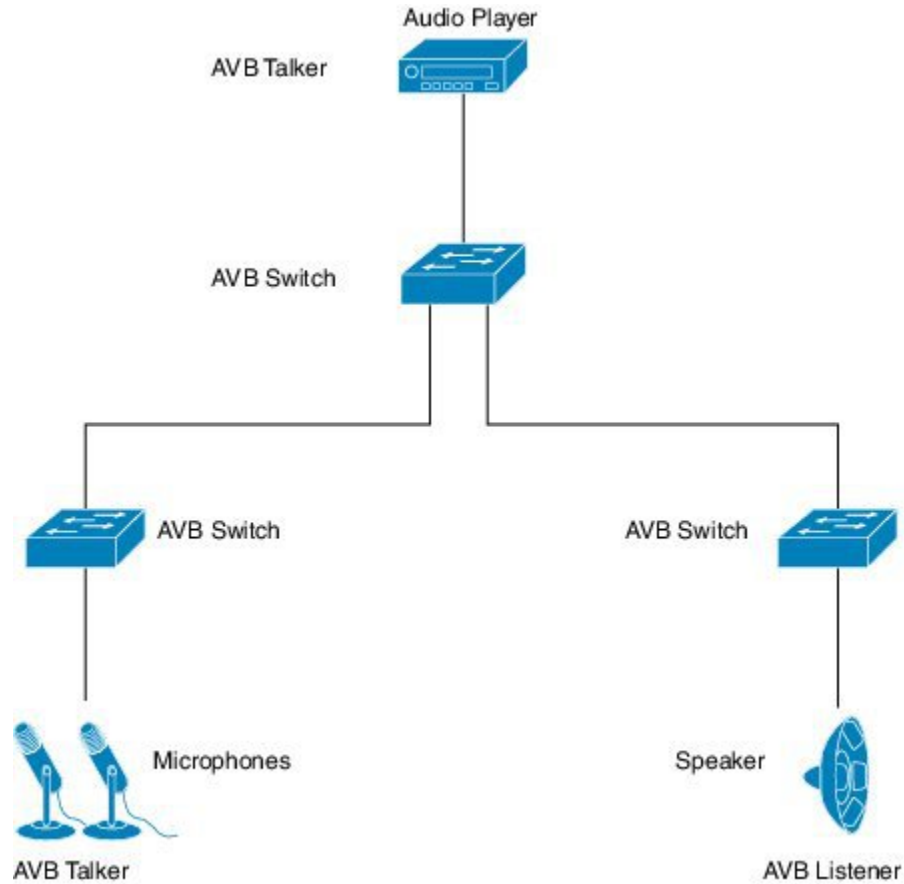 Audio Player
AVB Talker
AVB Switch
AVB Switch
AVB Switch
Microphones
Speaker
AVB Talker
AVB Listener